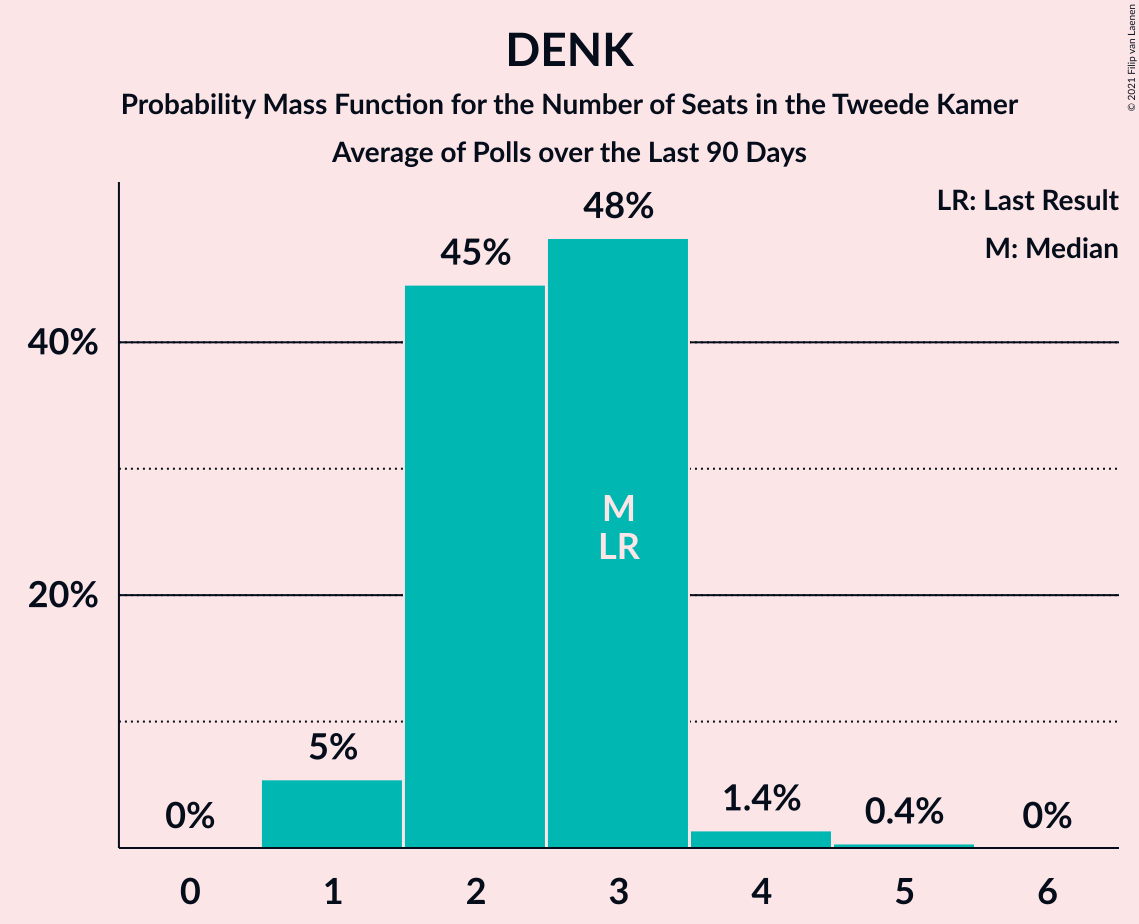 DENK
Probability Mass Function for the Number of Seats in the Tweede Kamer
Average of Polls over the Last 90 Days
© 2021 Filip van Laenen
LR: Last Result
M: Median
48%
45%
40%
M
LR
20%
5%
1.4%
0.4%
0%
0%
0 1 2 3 4 5 6